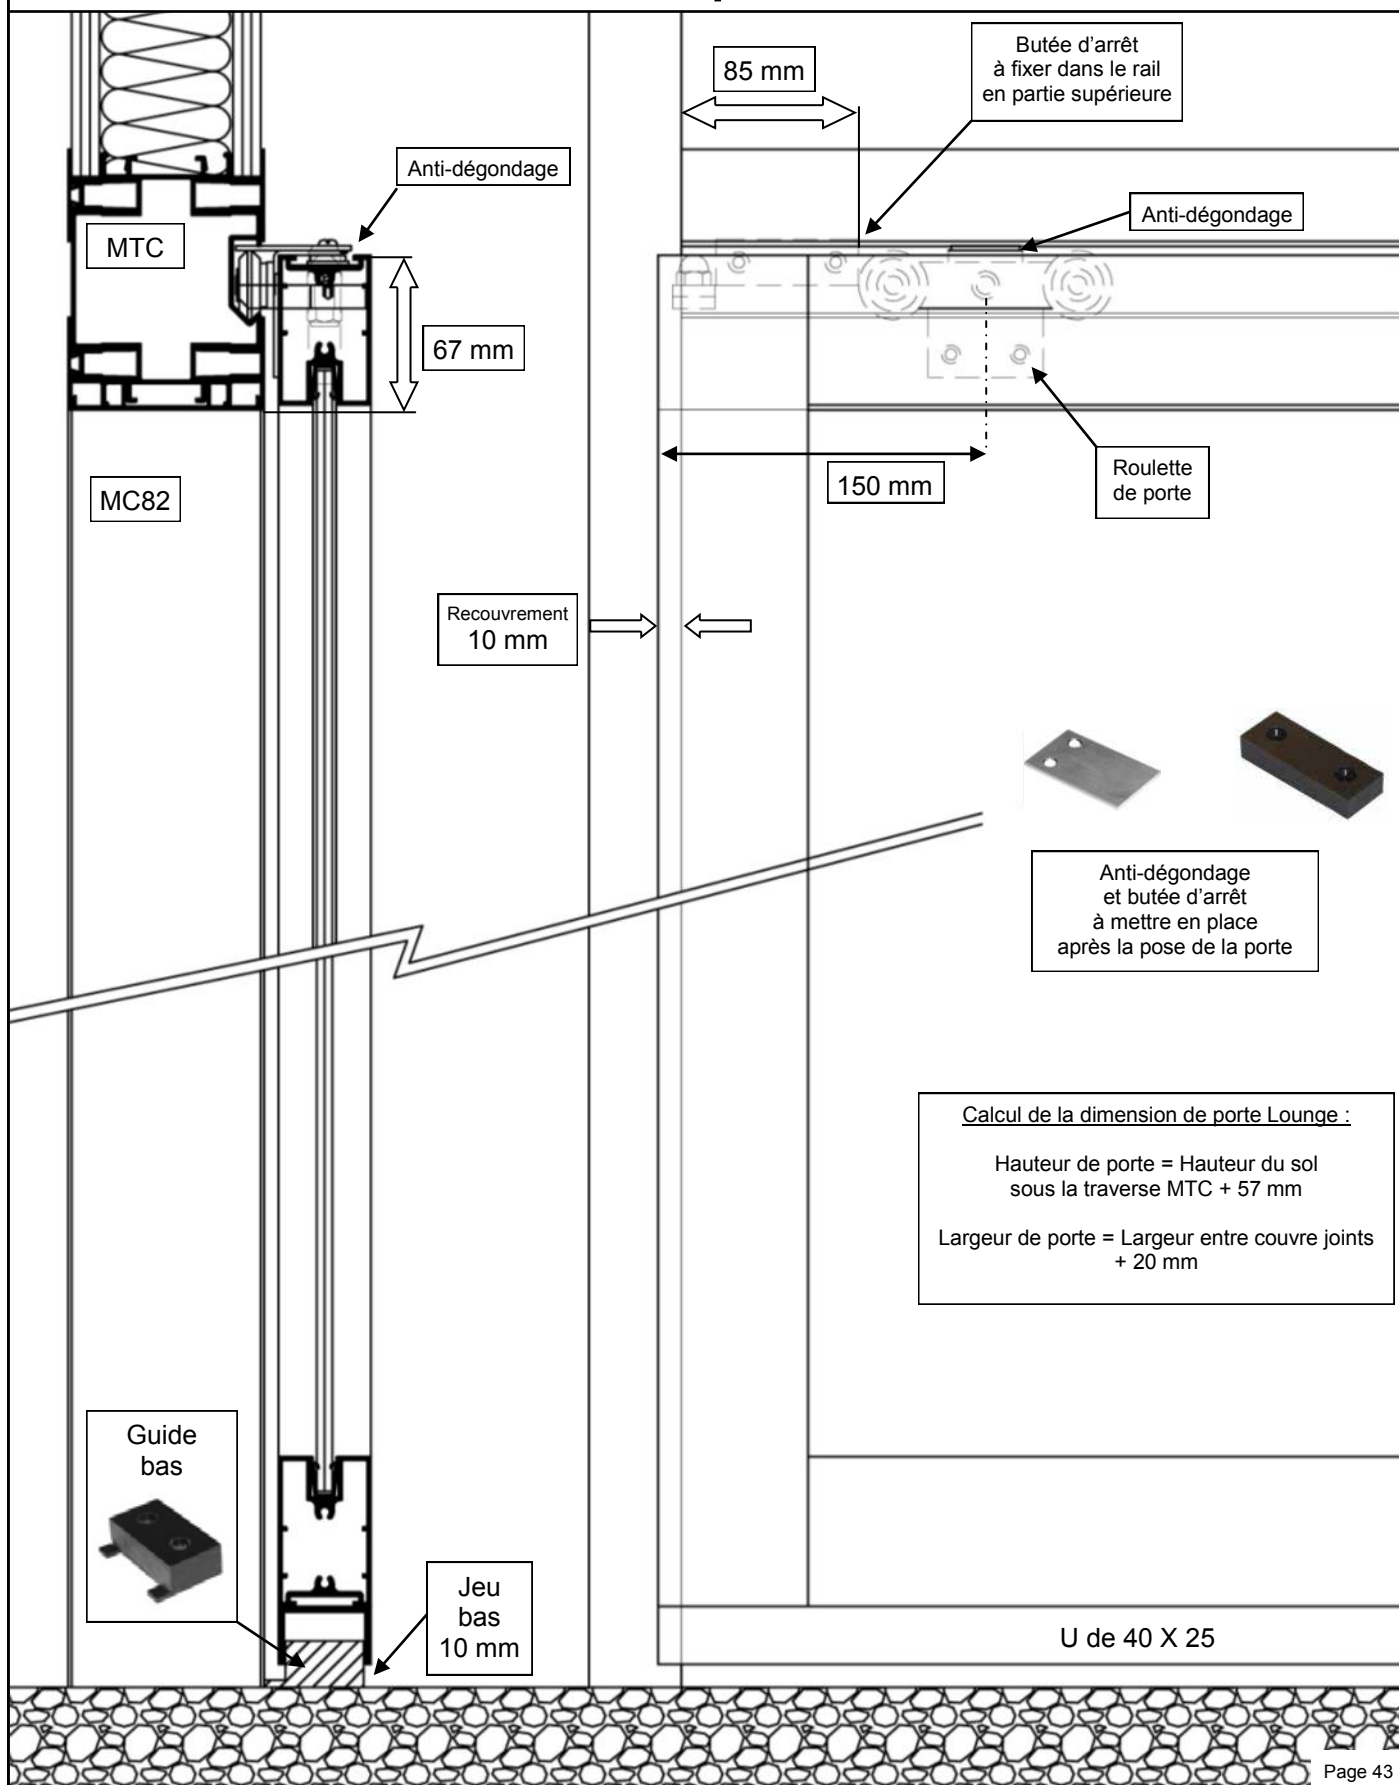 85 mm
Butée d'arrêt
à fixer dans le rail
en partie supérieure
Anti-dégondage
Anti-dégondage
MTC
67 mm
150 mm
Roulette
de porte
MC82
Recouvrement
10 mm
Anti-dégondage
et butée d'arrêt
à mettre en place
après la pose de la porte
Calcul de la dimension de porte Lounge :
Hauteur de porte = Hauteur du sol
sous la traverse MTC + 57 mm
Largeur de porte = Largeur entre couvre joints
+ 20 mm
Guide
bas
Jeu
bas
10 mm
U de 40 X 25
Page 43